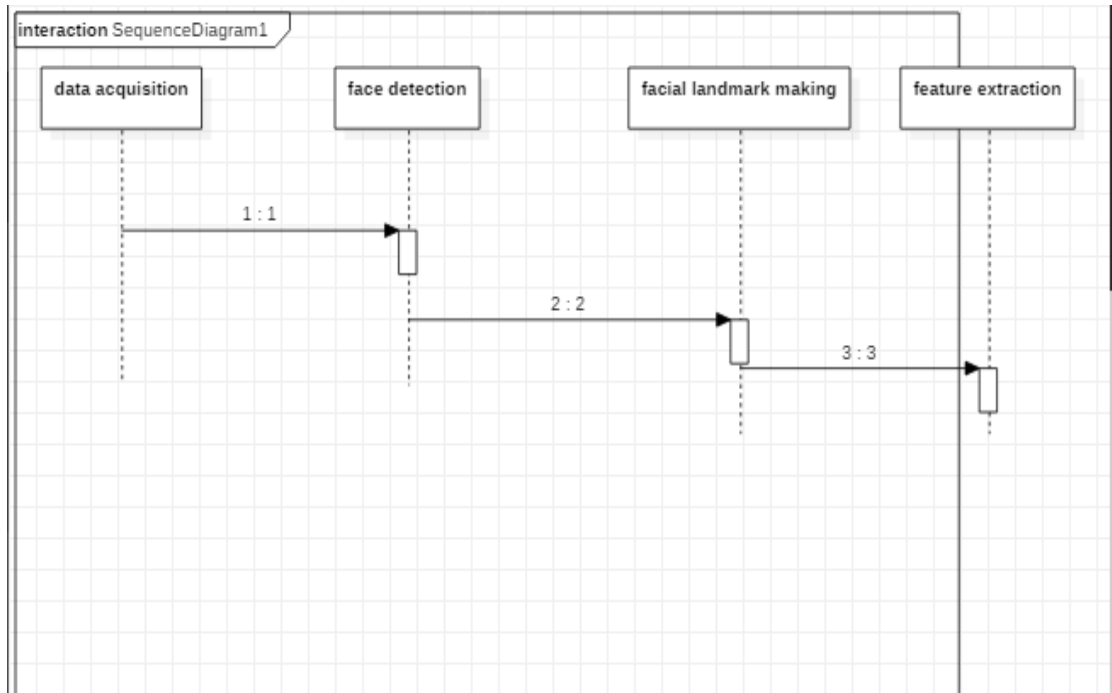 interaction SequenceDiagram1
data acquisition
face detection
facial landmark making
feature extraction
1 : 1
2 : 2
3 : 3